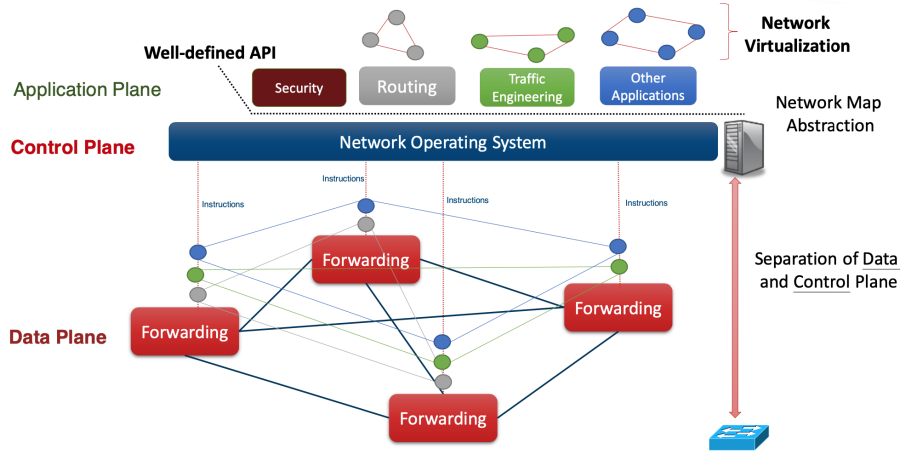 Network
Virtualization
Well-defined API
Application Plane
Security
Routing
Traffic
Engineering
Other
Applications
Network Map
Abstraction
Control Plane
Network Operating System
Instructions
Instructions
Instructions
Instructions
Forwarding
Separation of Data
and Control Plane
Forwarding
Forwarding
Data Plane
Forwarding